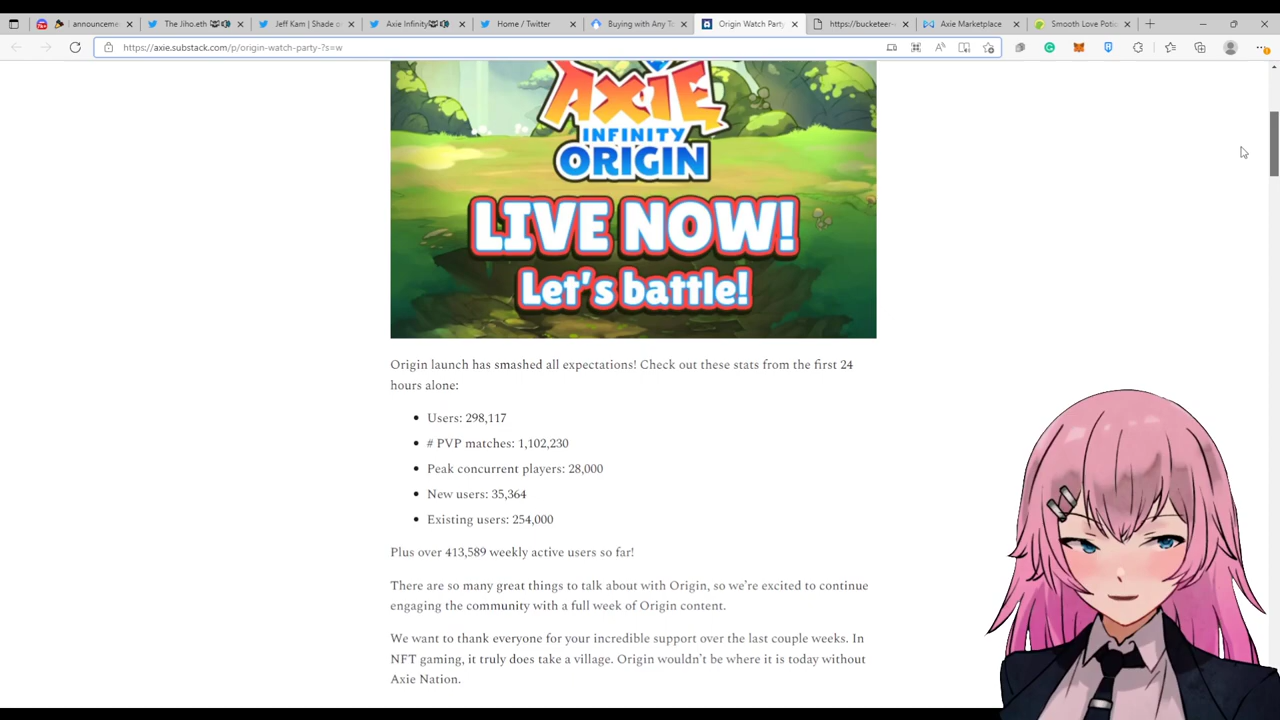 announceme
The Jiho.eth
Jeff Kam | Shade o
Axie Infinity
Home / Twitter
Buying with Any To
Origin Watch Party
https://bucketeer-
Axie Marketplace
Smooth Love Potio
https://axie.substack.com/p/origin-watch-party-?s=w
AXIE
INFINITY
ORIGIN
LIVE NOW!
Let's battle!
Origin launch has smashed all expectations! Check out these stats from the first 24
hours alone:
• Users: 298,117
• # PVP matches: 1,102,230
• Peak concurrent players: 28,000
• New users: 35,364
• Existing users: 254,000
Plus over 413,589 weekly active users so far!
There are so many great things to talk about with Origin, so we're excited to continue
engaging the community with a full week of Origin content.
We want to thank everyone for your incredible support over the last couple weeks. In
NFT gaming, it truly does take a village. Origin wouldn't be where it is today without
Axie Nation.